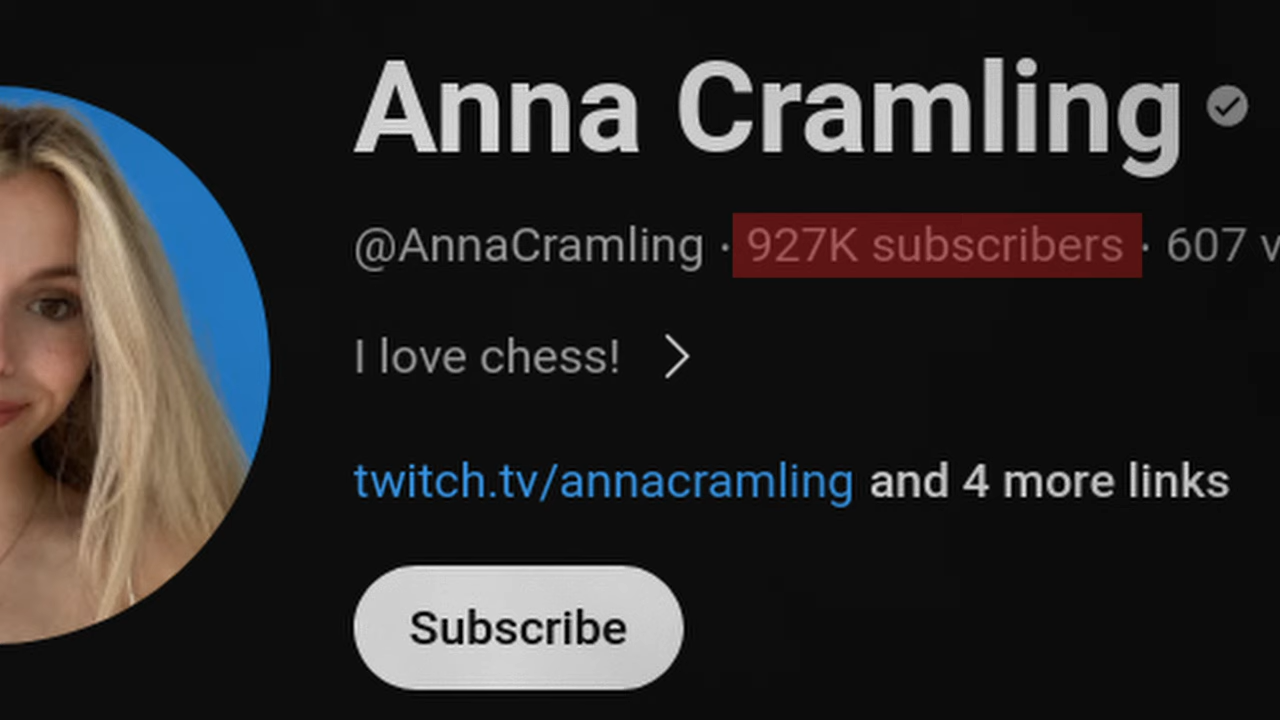 Anna Cramling
@AnnaCramling · 927K subscribers · 607 v
I love chess!
twitch.tv/annacramling and 4 more links
Subscribe